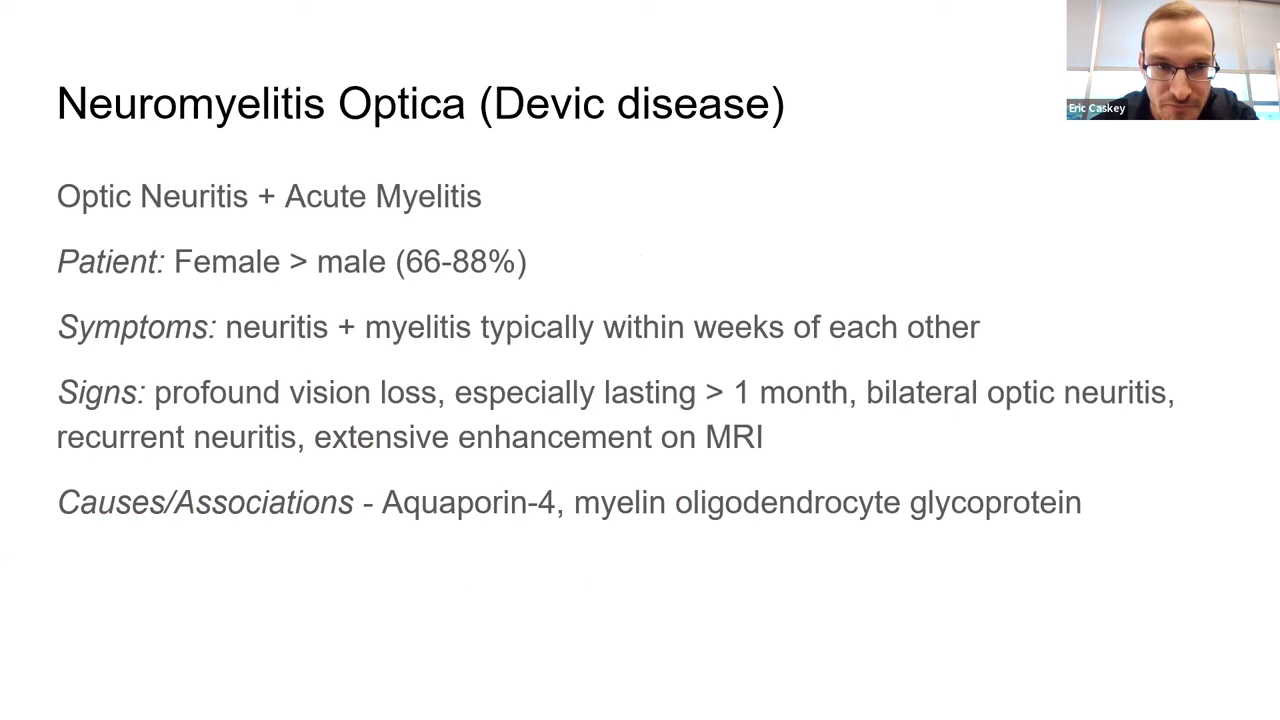 Neuromyelitis Optica (Devic disease)
Eric Caskey
Optic Neuritis + Acute Myelitis
Patient: Female > male (66-88%)
Symptoms: neuritis + myelitis typically within weeks of each other
Signs: profound vision loss, especially lasting > 1 month, bilateral optic neuritis,
recurrent neuritis, extensive enhancement on MRI
Causes/Associations - Aquaporin-4, myelin oligodendrocyte glycoprotein